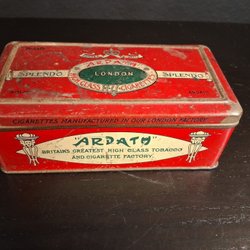 ARDATH
SPLENDO LONDON SPLENDO
HIGH CLASS CIGARETTES
CIGARETTES MANUFACTURED IN OUR LONDON FACTORY
"ARDATH"
BRITAINS GREATEST HIGH CLASS TOBACCO
AND CIGARETTE FACTORY.